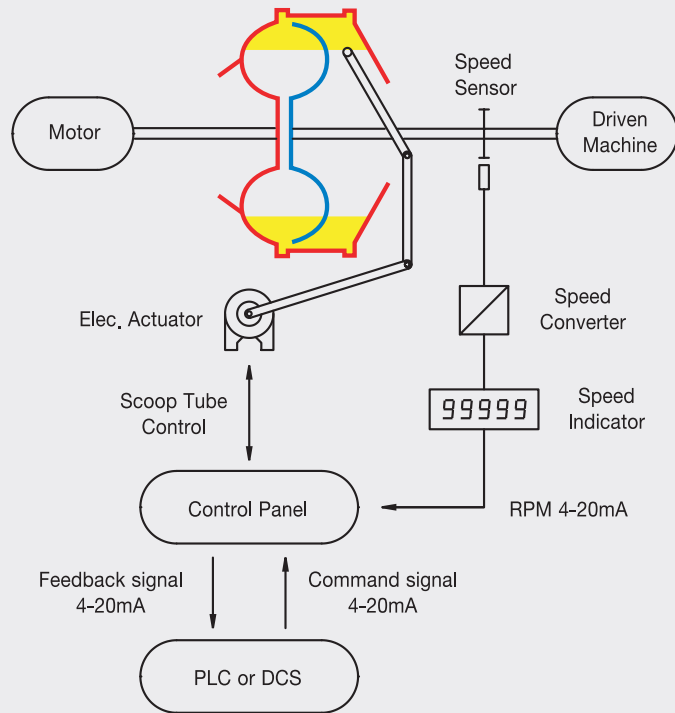 Speed
Sensor
Motor
Driven
Machine
Elec. Actuator
Speed
Converter
Scoop Tube
Control
99999
Speed
Indicator
Control Panel
RPM 4-20mA
Feedback signal
4-20mA
Command signal
4-20mA
PLC or DCS